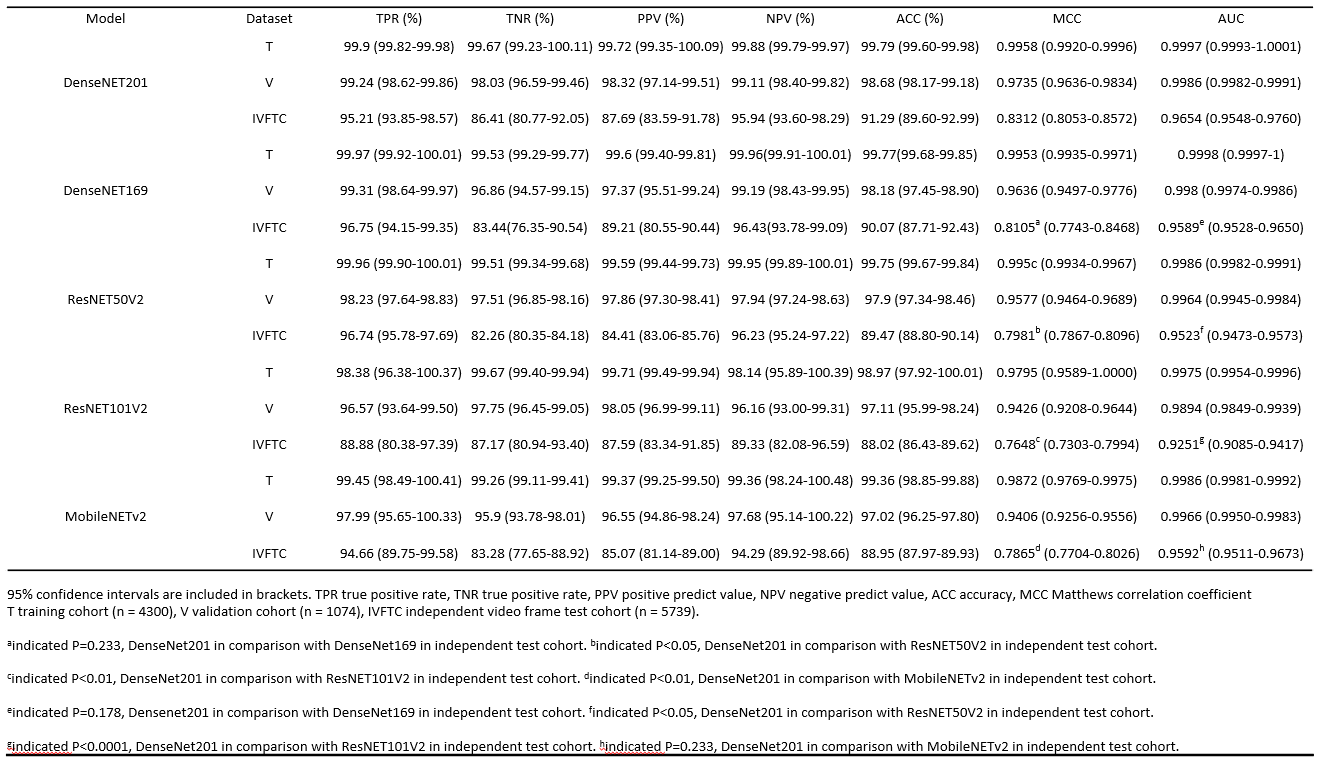 Model Dataset TPR (%) TNR (%) PPV (%) NPV (%) ACC (%) MCC AUC
T 99.9 (99.82-99.98) 99.67 (99.23-100.11) 99.72 (99.35-100.09) 99.88 (99.79-99.97) 99.79 (99.60-99.98) 0.9958 (0.9920-0.9996) 0.9997 (0.9993-1.0001)
DenseNET201 V 99.24 (98.62-99.86) 98.03 (96.59-99.46) 98.32 (97.14-99.51) 99.11 (98.40-99.82) 98.68 (98.17-99.18) 0.9735 (0.9636-0.9834) 0.9986 (0.9982-0.9991)
IVFTC 95.21 (93.85-98.57) 86.41 (80.77-92.05) 87.69 (83.59-91.78) 95.94 (93.60-98.29) 91.29 (89.60-92.99) 0.8312 (0.8053-0.8572) 0.9654 (0.9548-0.9760)
T 99.97 (99.92-100.01) 99.53 (99.29-99.77) 99.6 (99.40-99.81) 99.96(99.91-100.01) 99.77(99.68-99.85) 0.9953 (0.9935-0.9971) 0.9998 (0.9997-1)
DenseNET169 V 99.31 (98.64-99.97) 96.86 (94.57-99.15) 97.37 (95.51-99.24) 99.19 (98.43-99.95) 98.18 (97.45-98.90) 0.9636 (0.9497-0.9776) 0.998 (0.9974-0.9986)
IVFTC 96.75 (94.15-99.35) 83.44(76.35-90.54) 89.21 (80.55-90.44) 96.43(93.78-99.09) 90.07 (87.71-92.43) 0.8105ᵃ (0.7743-0.8468) 0.9589ᵉ (0.9528-0.9650)
T 99.96 (99.90-100.01) 99.51 (99.34-99.68) 99.59 (99.44-99.73) 99.95 (99.89-100.01) 99.75 (99.67-99.84) 0.995c (0.9934-0.9967) 0.9986 (0.9982-0.9991)
ResNET50V2 V 98.23 (97.64-98.83) 97.51 (96.85-98.16) 97.86 (97.30-98.41) 97.94 (97.24-98.63) 97.9 (97.34-98.46) 0.9577 (0.9464-0.9689) 0.9964 (0.9945-0.9984)
IVFTC 96.74 (95.78-97.69) 82.26 (80.35-84.18) 84.41 (83.06-85.76) 96.23 (95.24-97.22) 89.47 (88.80-90.14) 0.7981ᵇ (0.7867-0.8096) 0.9523ᶠ (0.9473-0.9573)
T 98.38 (96.38-100.37) 99.67 (99.40-99.94) 99.71 (99.49-99.94) 98.14 (95.89-100.39) 98.97 (97.92-100.01) 0.9795 (0.9589-1.0000) 0.9975 (0.9954-0.9996)
ResNET101V2 V 96.57 (93.64-99.50) 97.75 (96.45-99.05) 98.05 (96.99-99.11) 96.16 (93.00-99.31) 97.11 (95.99-98.24) 0.9426 (0.9208-0.9644) 0.9894 (0.9849-0.9939)
IVFTC 88.88 (80.38-97.39) 87.17 (80.94-93.40) 87.59 (83.34-91.85) 89.33 (82.08-96.59) 88.02 (86.43-89.62) 0.7648ᶜ (0.7303-0.7994) 0.9251ᵍ (0.9085-0.9417)
T 99.45 (98.49-100.41) 99.26 (99.11-99.41) 99.37 (99.25-99.50) 99.36 (98.24-100.48) 99.36 (98.85-99.88) 0.9872 (0.9769-0.9975) 0.9986 (0.9981-0.9992)
MobileNETv2 V 97.99 (95.65-100.33) 95.9 (93.78-98.01) 96.55 (94.86-98.24) 97.68 (95.14-100.22) 97.02 (96.25-97.80) 0.9406 (0.9256-0.9556) 0.9966 (0.9950-0.9983)
IVFTC 94.66 (89.75-99.58) 83.28 (77.65-88.92) 85.07 (81.14-89.00) 94.29 (89.92-98.66) 88.95 (87.97-89.93) 0.7865ᵈ (0.7704-0.8026) 0.9592ʰ (0.9511-0.9673)
95% confidence intervals are included in brackets. TPR true positive rate, TNR true positive rate, PPV positive predict value, NPV negative predict value, ACC accuracy, MCC Matthews correlation coefficient
T training cohort (n = 4300), V validation cohort (n = 1074), IVFTC independent video frame test cohort (n = 5739).
ᵃindicated P=0.233, DenseNet201 in comparison with DenseNet169 in independent test cohort. ᵇindicated P<0.05, DenseNet201 in comparison with ResNET50V2 in independent test cohort.
ᶜindicated P<0.01, DenseNet201 in comparison with ResNET101V2 in independent test cohort. ᵈindicated P<0.01, DenseNet201 in comparison with MobileNETv2 in independent test cohort.
ᵉindicated P=0.178, Densenet201 in comparison with DenseNet169 in independent test cohort. ᶠindicated P<0.05, DenseNet201 in comparison with ResNET50V2 in independent test cohort.
ᵍindicated P<0.0001, DenseNet201 in comparison with ResNET101V2 in independent test cohort. ʰindicated P=0.233, DenseNet201 in comparison with MobileNETv2 in independent test cohort.